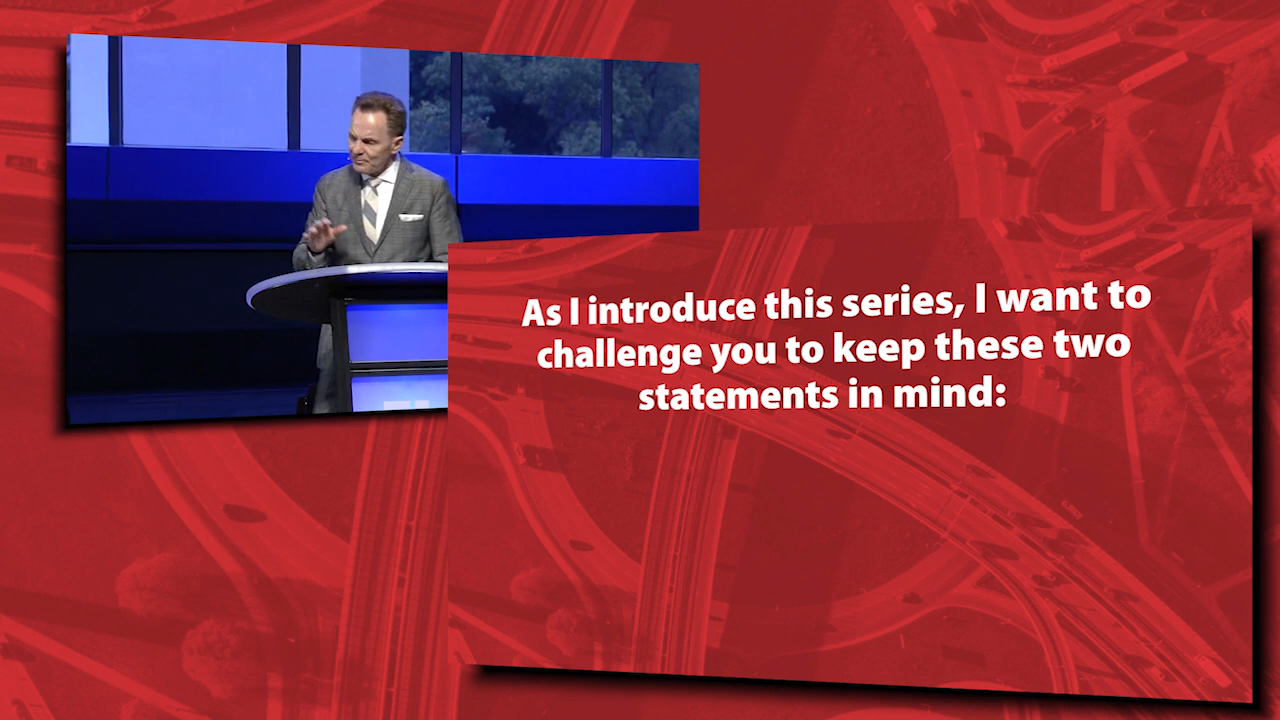 As I introduce this series, I want to
challenge you to keep these two
statements in mind: